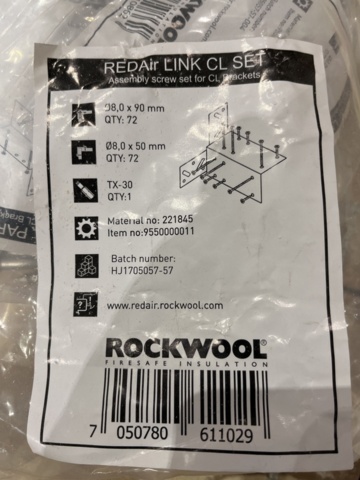 REDAir LINK CL SET
Assembly screw set for CL Brackets
Ø8,0 x 90 mm
QTY: 72
Ø8,0 x 50 mm
QTY: 72
TX-30
QTY:1
Material no: 221845
Item no:9550000011
Batch number:
HJ1705057-57
?
www.redair.rockwool.com
ROCKWOOL®
FIRESAFE INSULATION
7 050780 611029